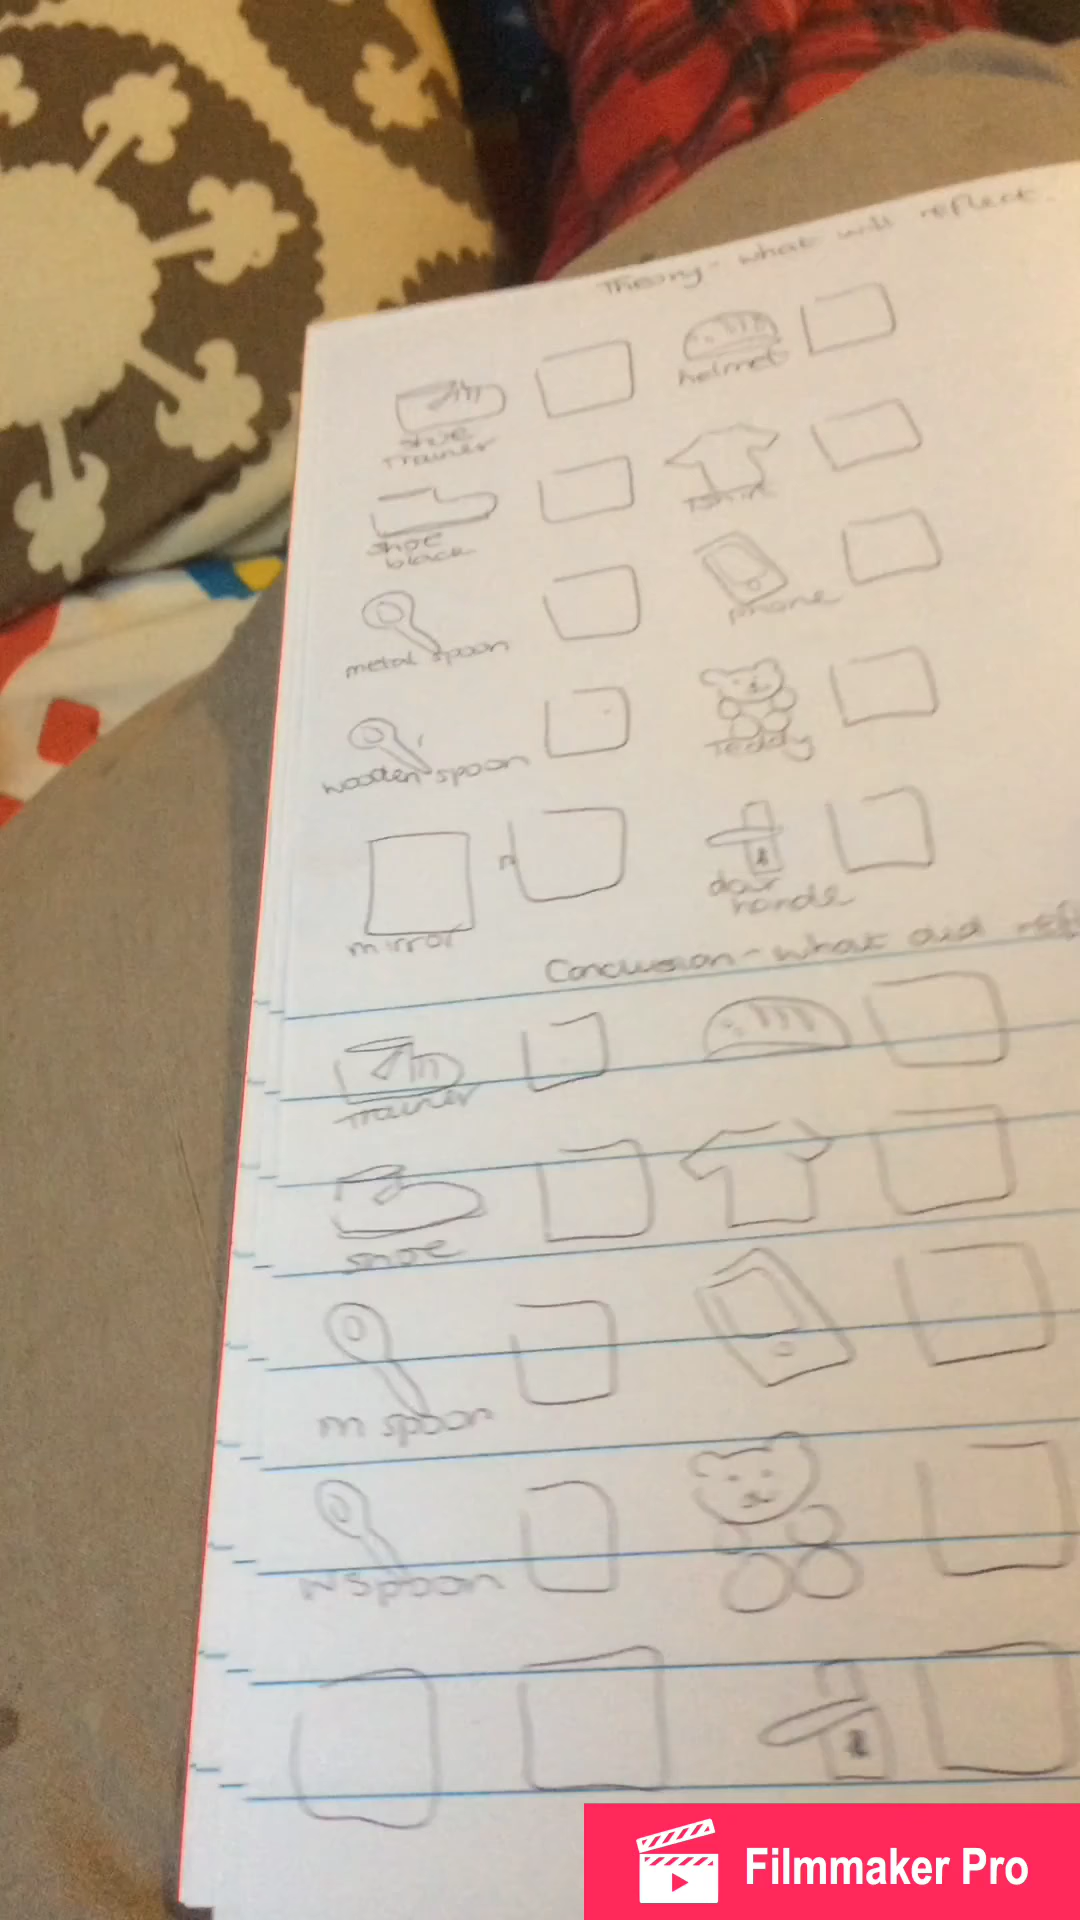 Theory - what will reflect.
helmet
shoe
Trainer
Tshirt
shoe
black
phone
metal spoon
Teddy
wooden spoon
door
handle
mirror
Conclusion - what did
Trainer
shoe
m spoon
w spoon
Filmmaker Pro